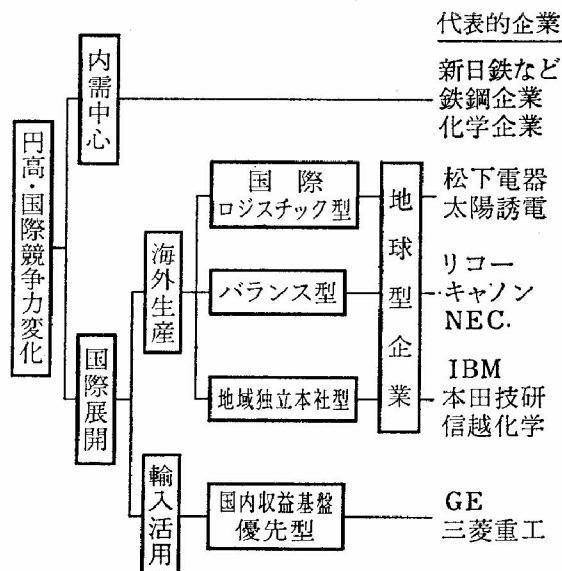 代表的企業
円高・国際競争力変化
内需中心
新日鉄など
鉄鋼企業
化学企業
国際展開
海外生産
国際
ロジスチック型
地球型企業
松下電器
太陽誘電
バランス型
リコー
キャノン
NEC.
地域独立本社型
IBM
本田技研
信越化学
輸入活用
国内収益基盤
優先型
GE
三菱重工